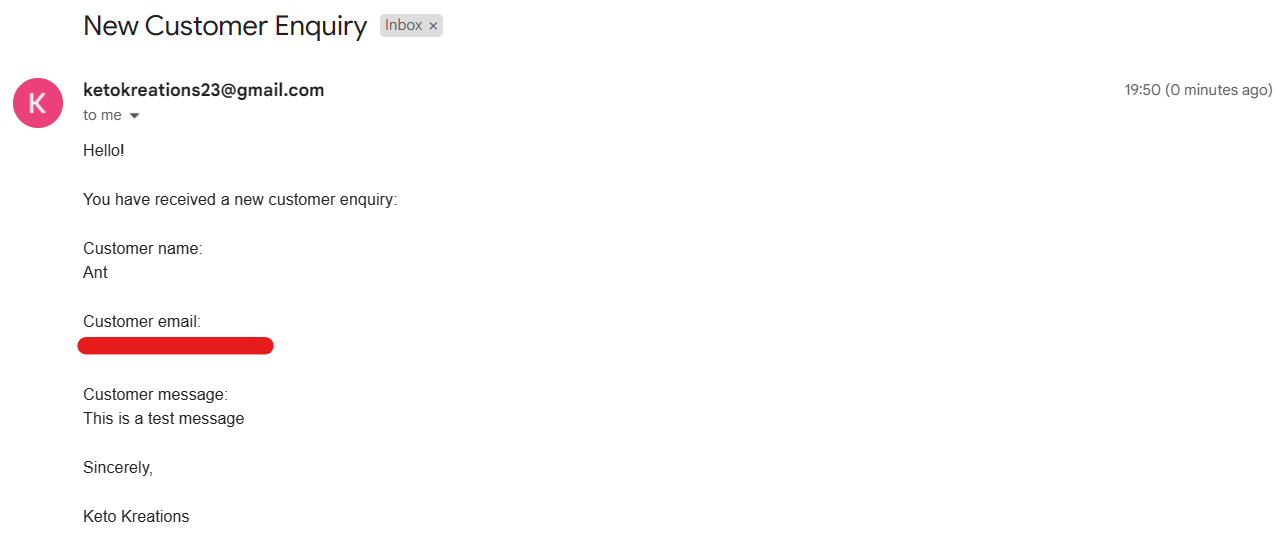 New Customer Enquiry Inbox ×
K
ketokreations23@gmail.com 19:50 (0 minutes ago)
to me
Hello!
You have received a new customer enquiry:
Customer name:
Ant
Customer email:
Customer message:
This is a test message
Sincerely,
Keto Kreations